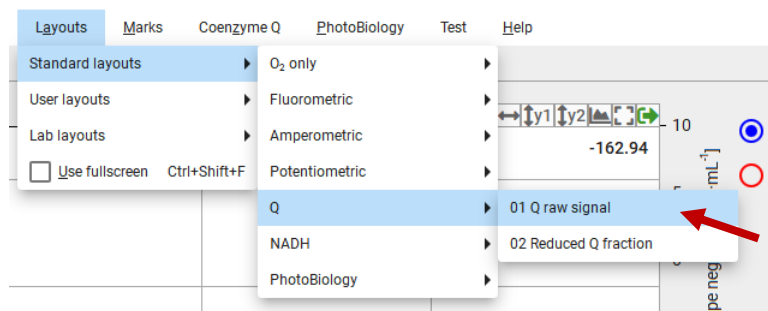 Layouts Marks Coenzyme Q PhotoBiology Test Help
Standard layouts
User layouts
Lab layouts
Use fullscreen Ctrl+Shift+F
O₂ only
Fluorometric
Amperometric
Potentiometric
Q
NADH
PhotoBiology
01 Q raw signal
02 Reduced Q fraction
y1 y2
-162.94
10